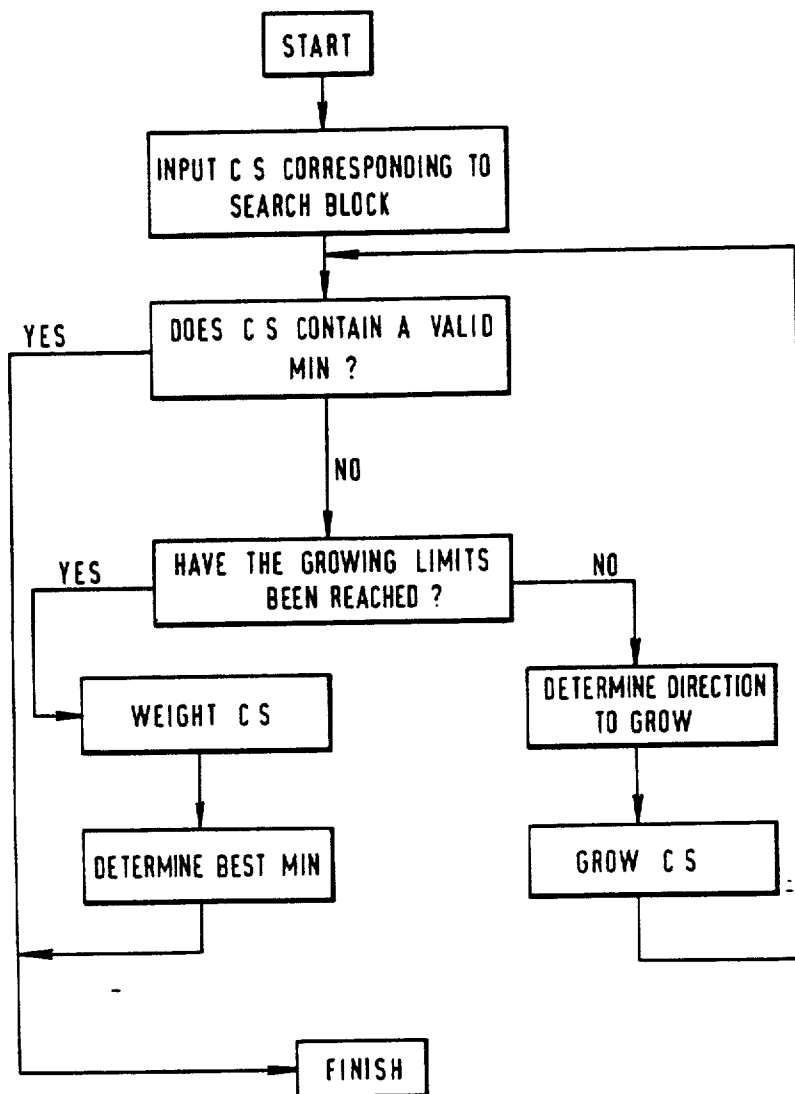 START
INPUT C S CORRESPONDING TO
SEARCH BLOCK
YES
DOES C S CONTAIN A VALID
MIN ?
NO
YES
HAVE THE GROWING LIMITS
BEEN REACHED ?
NO
WEIGHT C S
DETERMINE DIRECTION
TO GROW
DETERMINE BEST MIN
GROW C S
FINISH